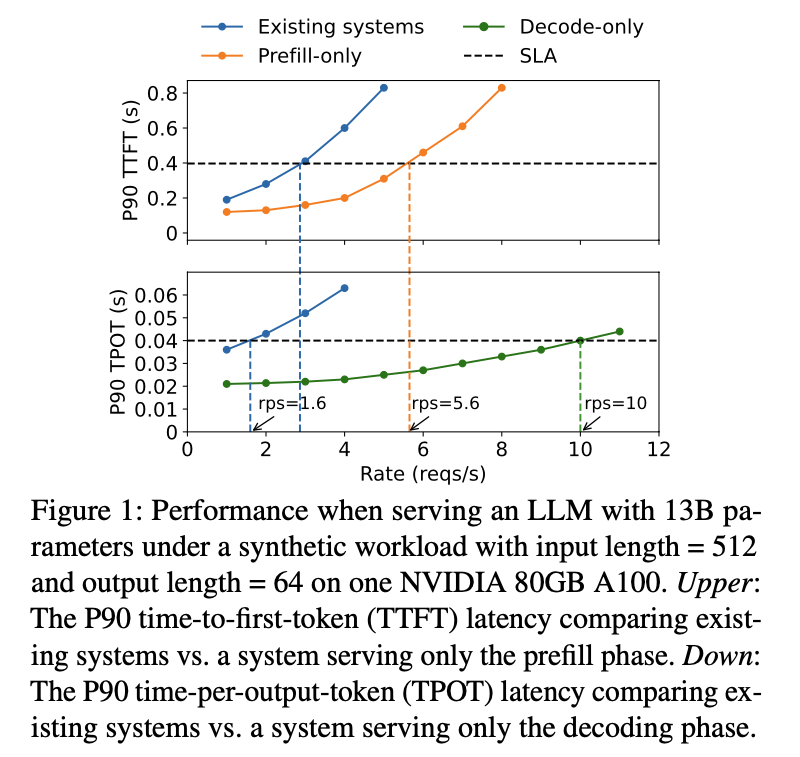 Existing systems
Decode-only
Prefill-only
SLA
P90 TTFT (s)
0.8
0.6
0.4
0.2
0
P90 TPOT (s)
0.06
0.05
0.04
0.03
0.02
0.01
0
rps=1.6
rps=5.6
rps=10
0 2 4 6 8 10 12
Rate (reqs/s)
Figure 1: Performance when serving an LLM with 13B pa-
rameters under a synthetic workload with input length = 512
and output length = 64 on one NVIDIA 80GB A100. Upper:
The P90 time-to-first-token (TTFT) latency comparing exist-
ing systems vs. a system serving only the prefill phase. Down:
The P90 time-per-output-token (TPOT) latency comparing ex-
isting systems vs. a system serving only the decoding phase.